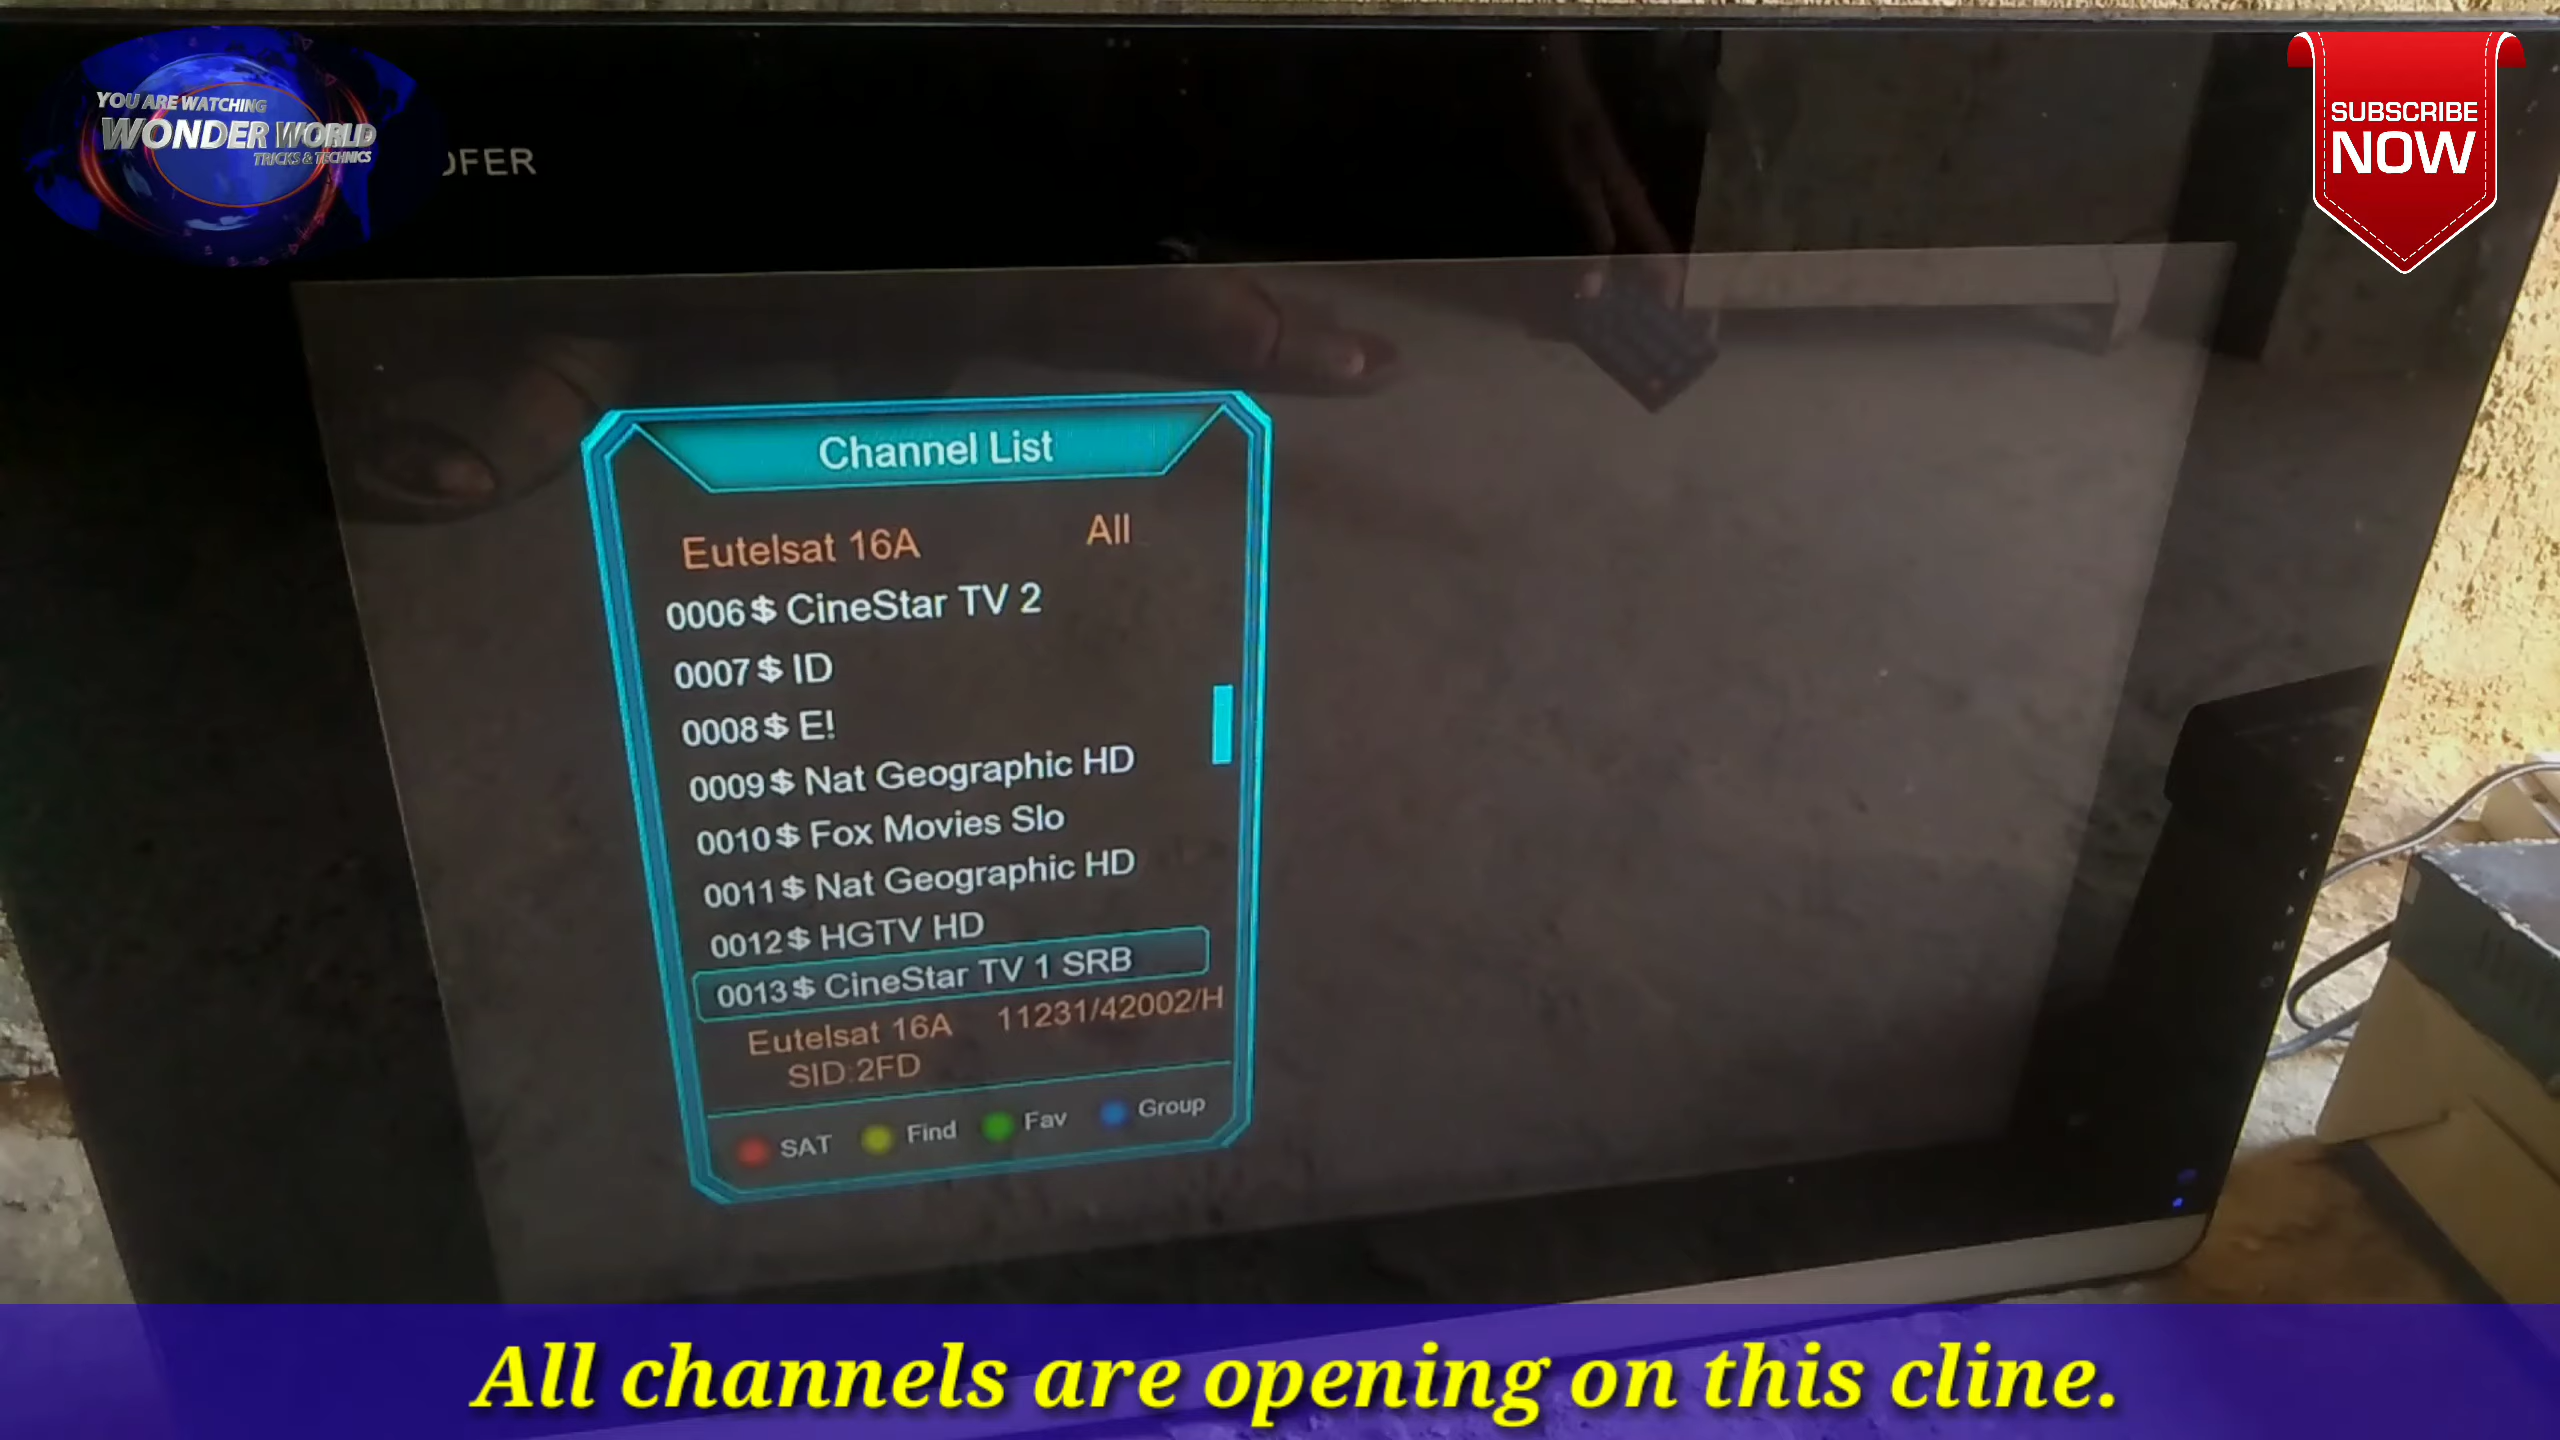 YOU ARE WATCHING
WONDER WORLD
TRICKS & TECHNICS
OFER
SUBSCRIBE
NOW
Channel List
Eutelsat 16A All
0006 $ CineStar TV 2
0007 $ ID
0008 $ E!
0009 $ Nat Geographic HD
0010 $ Fox Movies Slo
0011 $ Nat Geographic HD
0012 $ HGTV HD
0013 $ CineStar TV 1 SRB
Eutelsat 16A 11231/42002/H
SID:2FD
SAT Find Fav Group
All channels are opening on this cline.